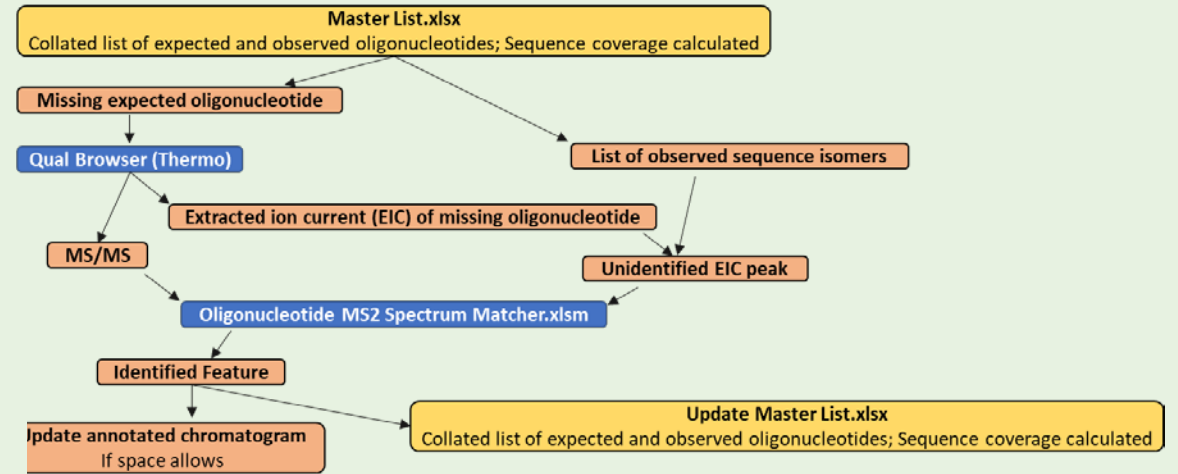 Master List.xlsx
Collated list of expected and observed oligonucleotides; Sequence coverage calculated
Missing expected oligonucleotide
Qual Browser (Thermo)
List of observed sequence isomers
Extracted ion current (EIC) of missing oligonucleotide
MS/MS
Unidentified EIC peak
Oligonucleotide MS2 Spectrum Matcher.xlsm
Identified Feature
Update annotated chromatogram
If space allows
Update Master List.xlsx
Collated list of expected and observed oligonucleotides; Sequence coverage calculated